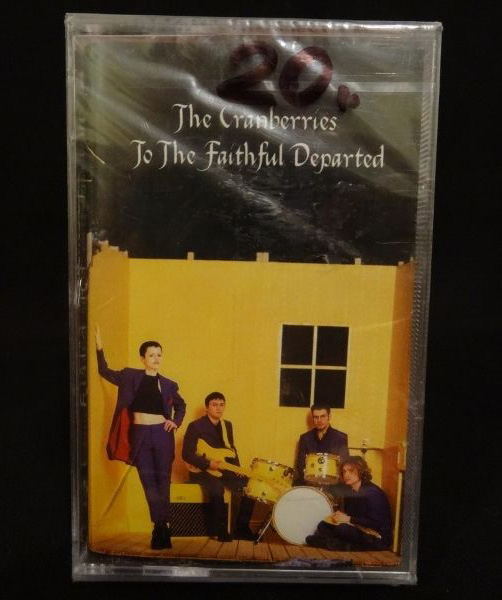 20
The Cranberries
To The Faithful Departed